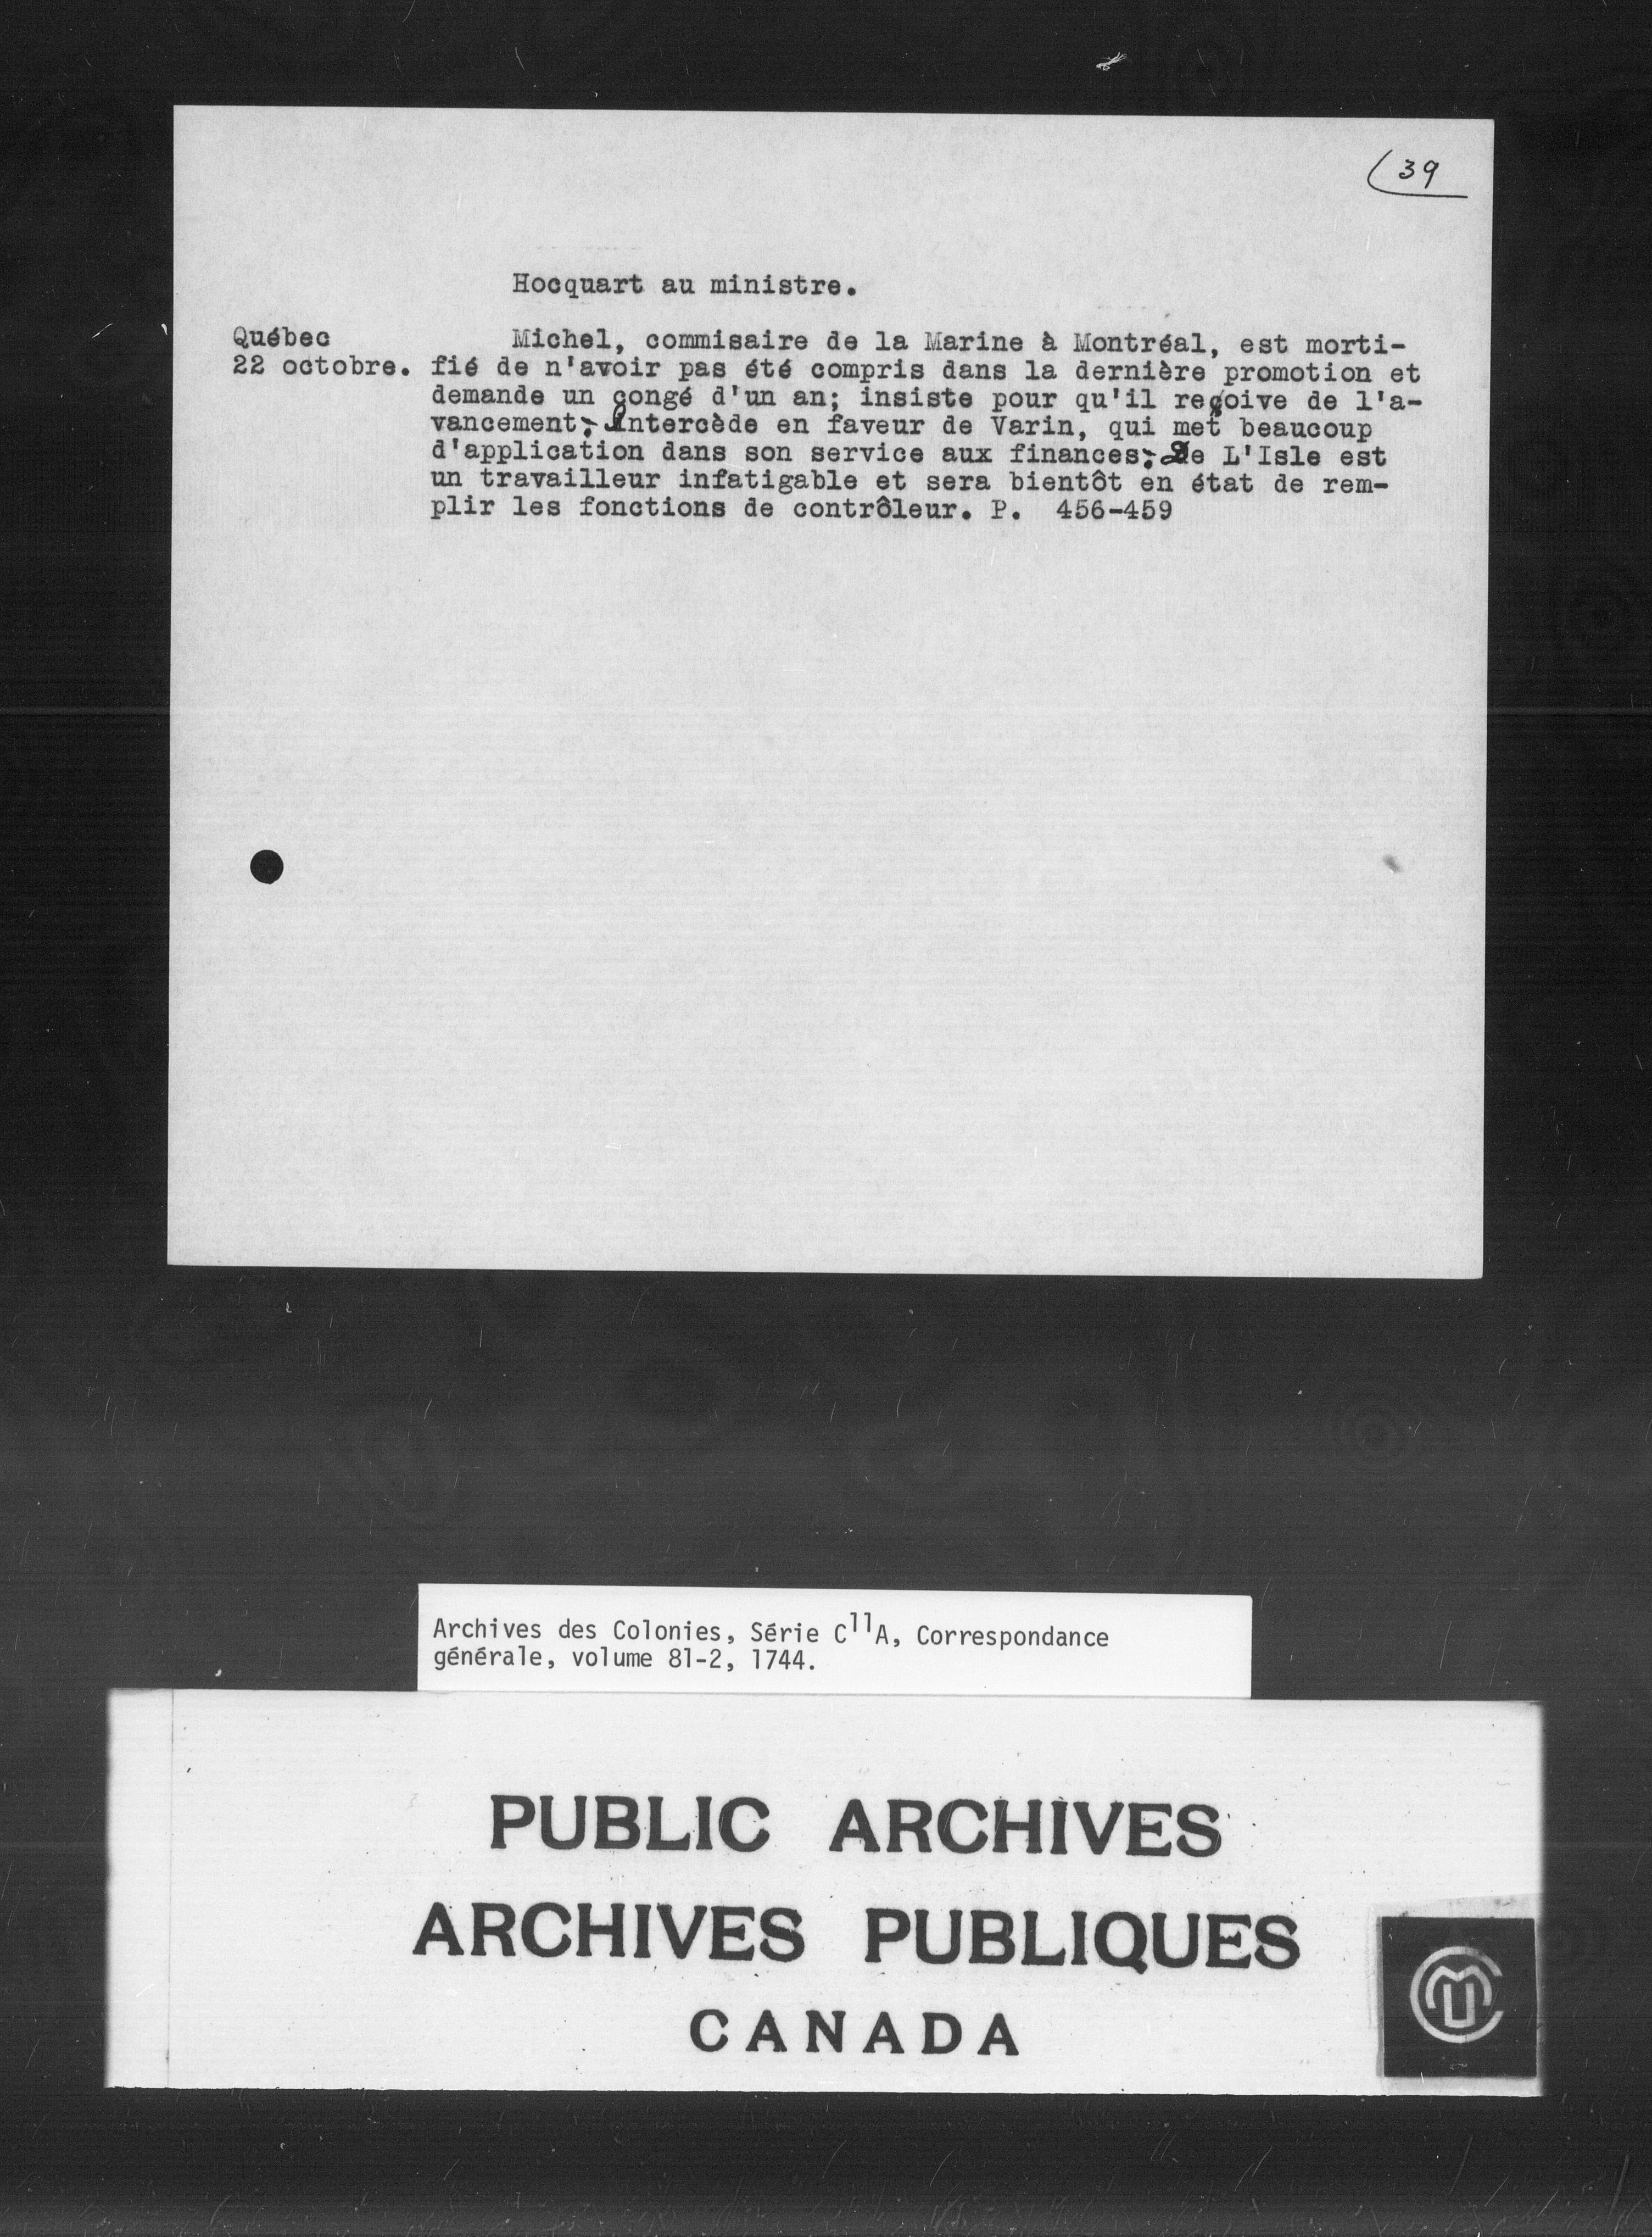 39
Hocquart au ministre.
Québec
22 octobre.
Michel, commisaire de la Marine à Montréal, est morti-
fié de n'avoir pas été compris dans la dernière promotion et
demande un congé d'un an; insiste pour qu'il reçoive de l'a-
vancement; Intercède en faveur de Varin, qui met beaucoup
d'application dans son service aux finances; De L'Isle est
un travailleur infatigable et sera bientôt en état de rem-
plir les fonctions de contrôleur. P. 456-459
Archives des Colonies, Série C11A, Correspondance
générale, volume 81-2, 1744.
PUBLIC ARCHIVES
ARCHIVES PUBLIQUES
CANADA